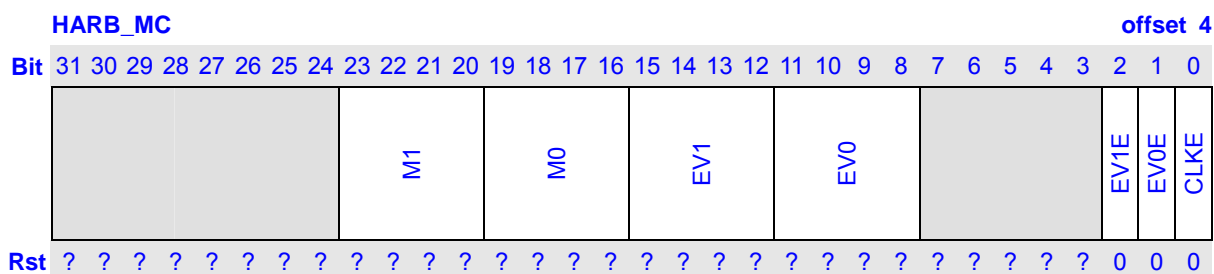 HARB_MC offset 4
Bit 31 30 29 28 27 26 25 24 23 22 21 20 19 18 17 16 15 14 13 12 11 10 9 8 7 6 5 4 3 2 1 0
M1 M0 EV1 EV0 EV1E EV0E CLKE
Rst ? ? ? ? ? ? ? ? ? ? ? ? ? ? ? ? ? ? ? ? ? ? ? ? ? ? ? ? ? 0 0 0